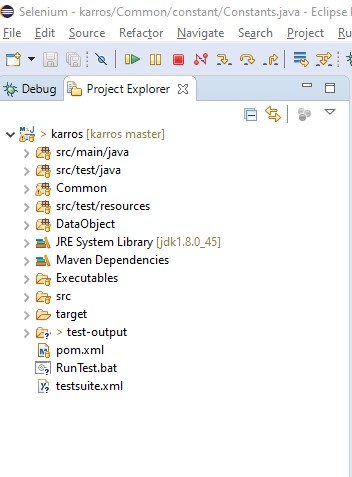 Selenium - karros/Common/constant/Constants.java - Eclipse
File Edit Source Refactor Navigate Search Project Ru
Debug Project Explorer
> karros [karros master]
src/main/java
src/test/java
Common
src/test/resources
DataObject
JRE System Library [jdk1.8.0_45]
Maven Dependencies
Executables
src
target
> test-output
pom.xml
RunTest.bat
testsuite.xml